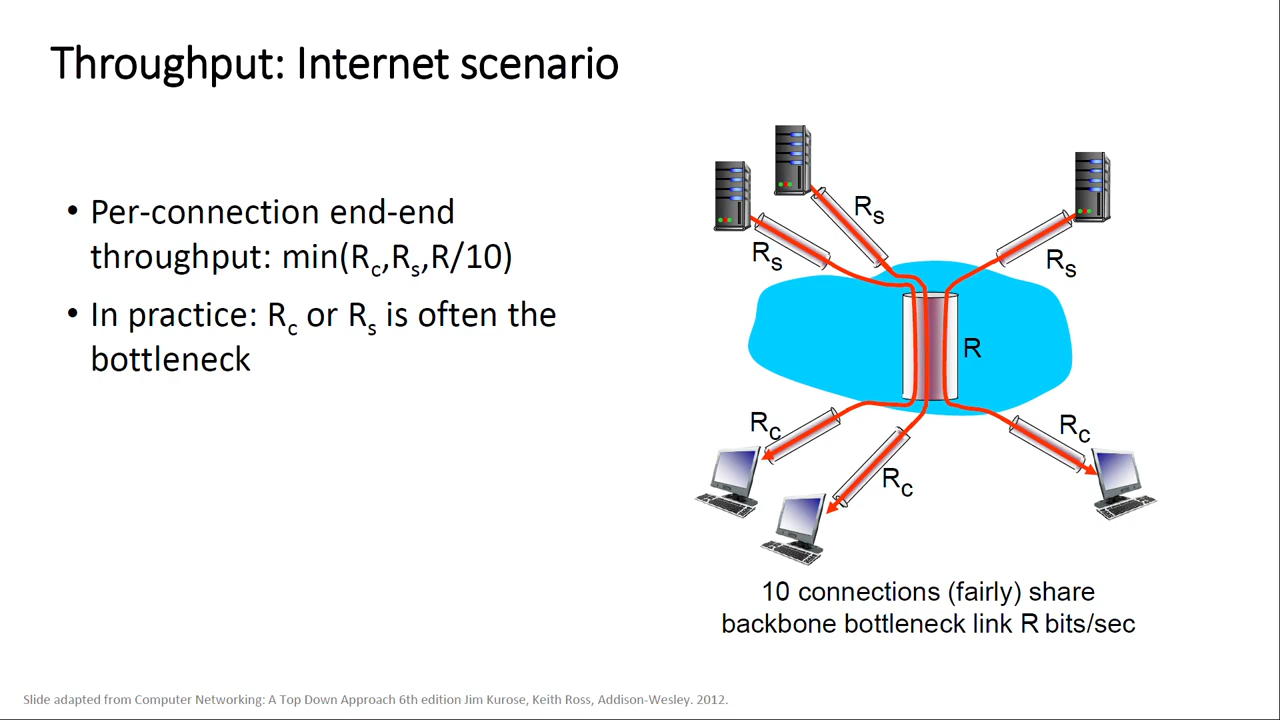 Throughput: Internet scenario
• Per-connection end-end
throughput: min(Rc,Rs,R/10)
• In practice: Rc or Rs is often the
bottleneck
Rs
Rs
Rs
R
Rc
Rc
Rc
10 connections (fairly) share
backbone bottleneck link R bits/sec
Slide adapted from Computer Networking: A Top Down Approach 6th edition Jim Kurose, Keith Ross, Addison-Wesley. 2012.